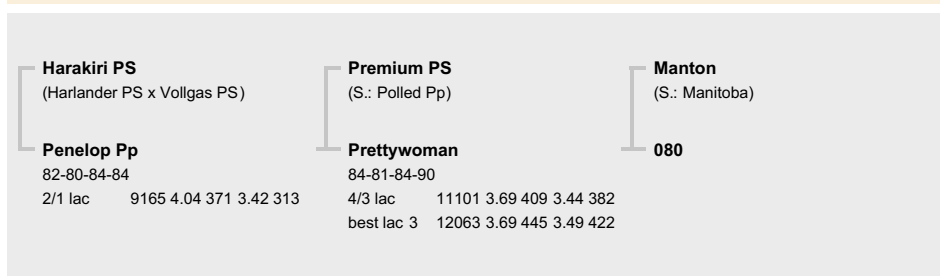 Harakiri PS
(Harlander PS x Vollgas PS)
Penelop Pp
82-80-84-84
2/1 lac 9165 4.04 371 3.42 313
Premium PS
(S.: Polled Pp)
Prettywoman
84-81-84-90
4/3 lac 11101 3.69 409 3.44 382
best lac 3 12063 3.69 445 3.49 422
Manton
(S.: Manitoba)
080